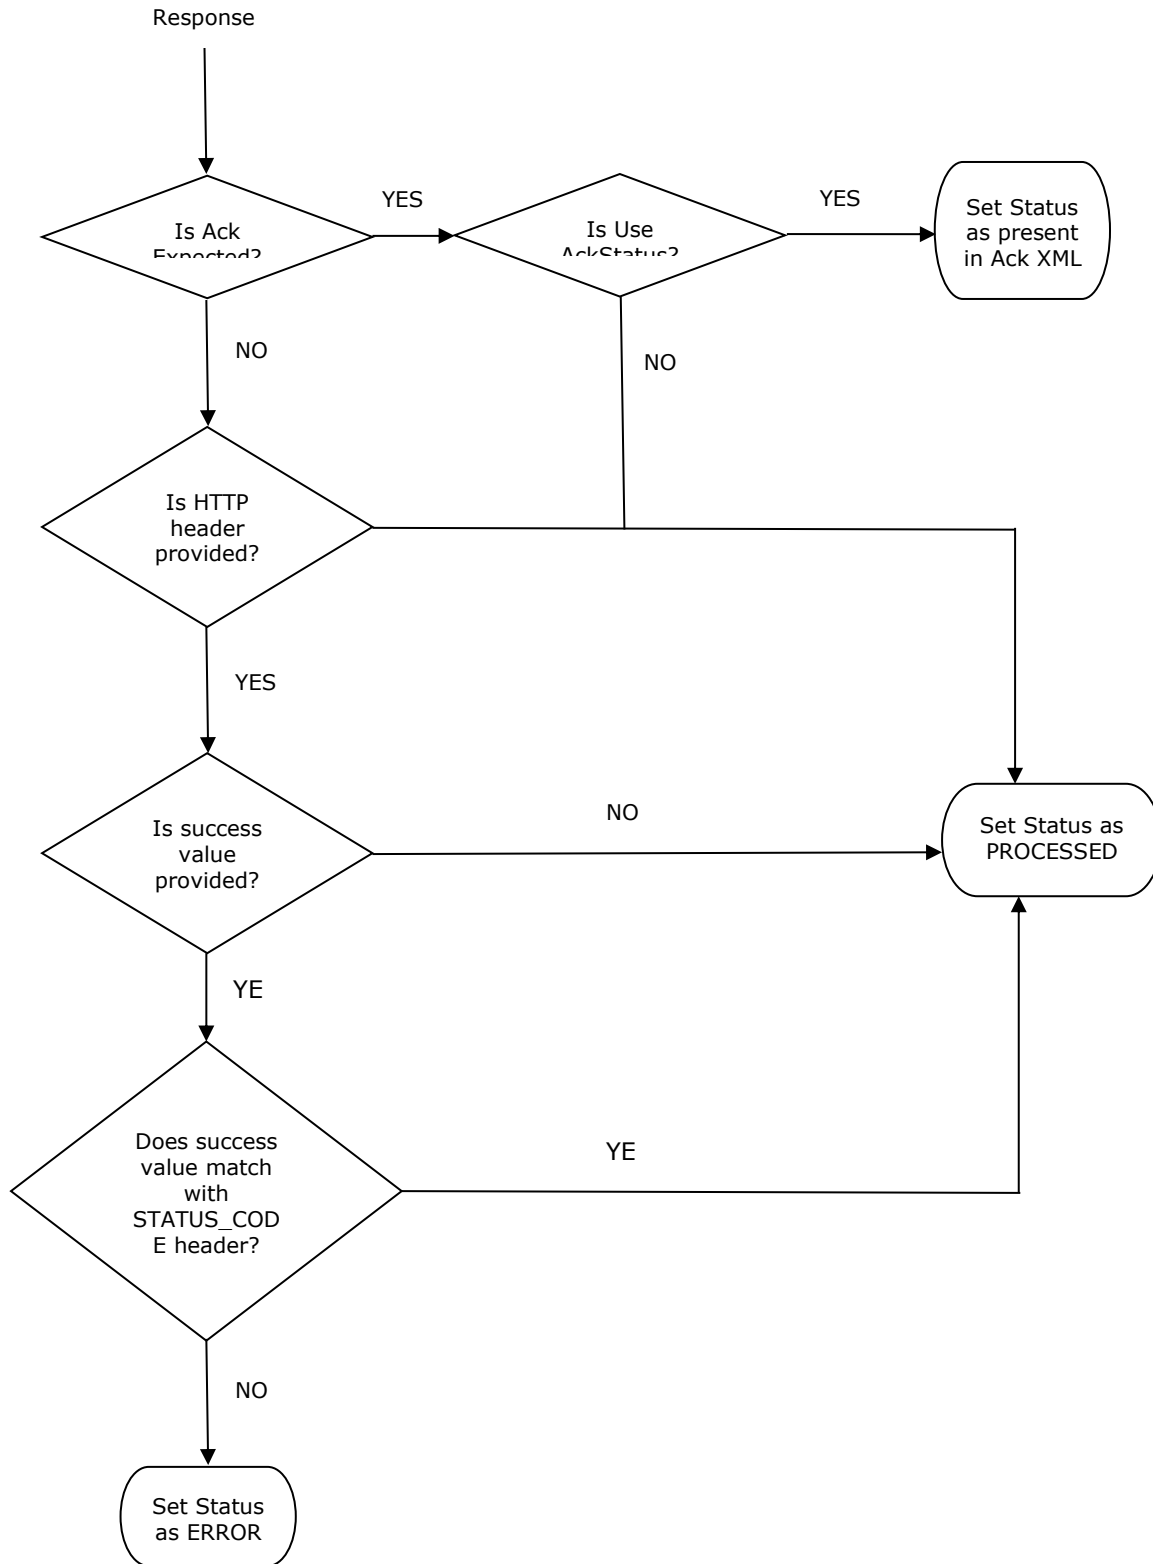 Response
YES
YES
Is Ack
Expected?
Is Use
AckStatus?
Set Status
as present
in Ack XML
NO
NO
Is HTTP
header
provided?
YES
Is success
value
provided?
NO
Set Status as
PROCESSED
YE
Does success
value match
with
STATUS_COD
E header?
YE
NO
Set Status
as ERROR